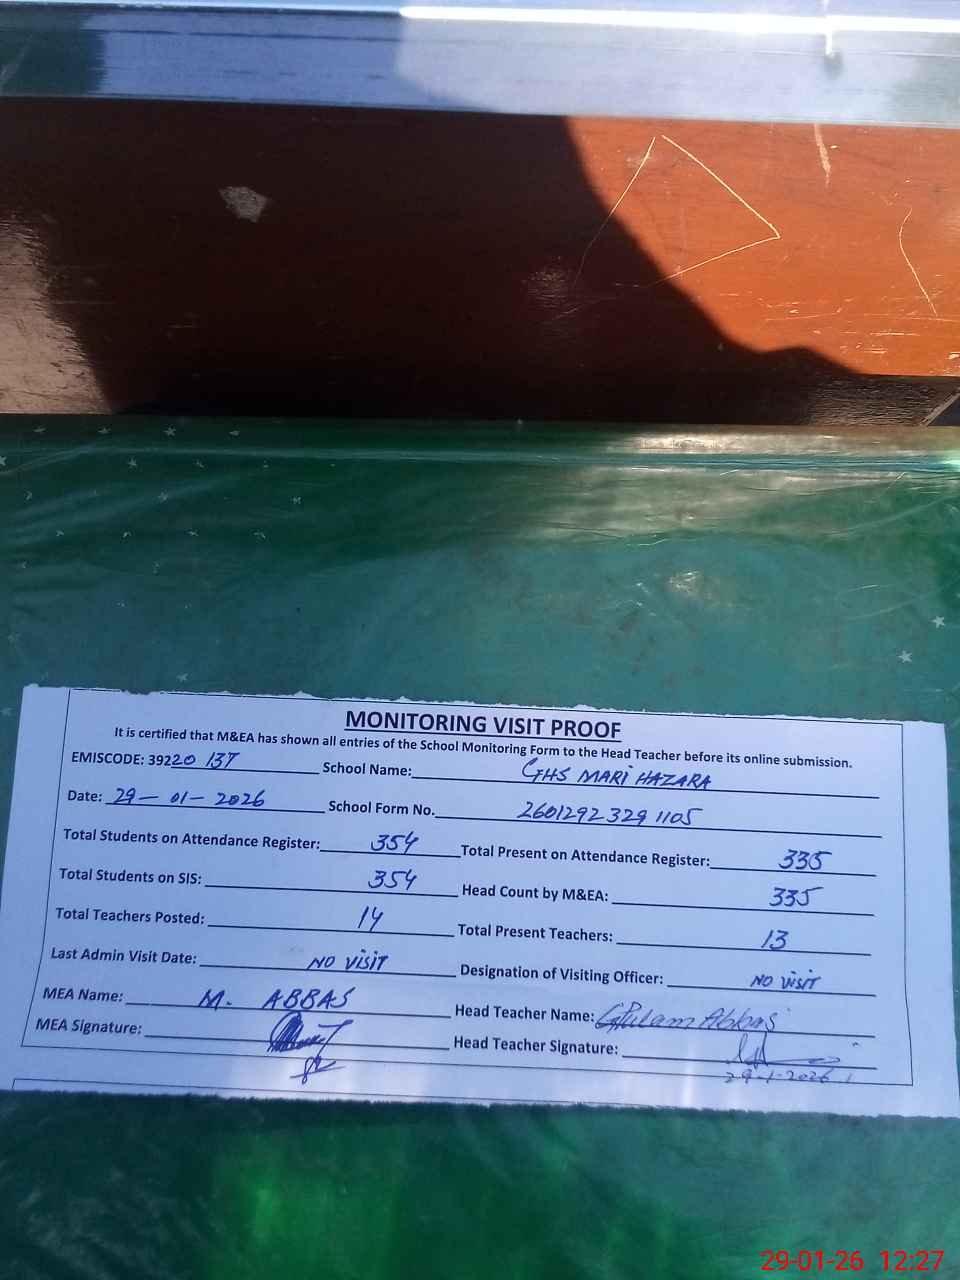 MONITORING VISIT PROOF
It is certified that M&EA has shown all entries of the School Monitoring Form to the Head Teacher before its online submission.
EMISCODE: 39220 137 School Name: GHS MARI HAZARA
Date: 29-01-2026 School Form No. 2601292329 1105
Total Students on Attendance Register: 354 Total Present on Attendance Register: 335
Total Students on SIS: 354 Head Count by M&EA: 335
Total Teachers Posted: 14 Total Present Teachers: 13
Last Admin Visit Date: NO VISIT Designation of Visiting Officer: NO VISIT
MEA Name: M. ABBAS Head Teacher Name: Ghulam Abbas
MEA Signature: Head Teacher Signature:
29-1-2026
29-01-26 12:27